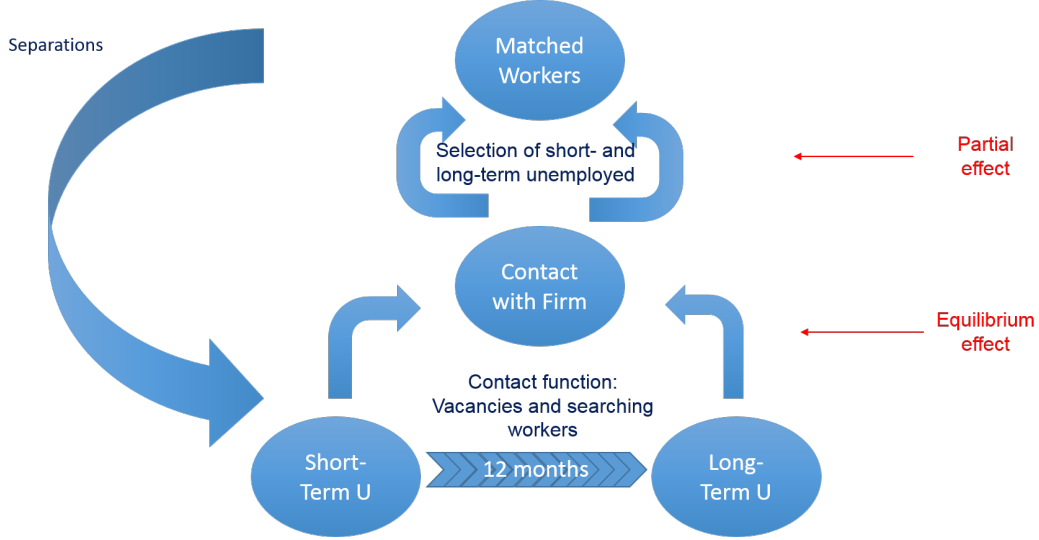 Separations
Matched
Workers
Selection of short- and
long-term unemployed
Partial
effect
Contact
with Firm
Equilibrium
effect
Contact function:
Vacancies and searching
workers
Short-
Term U
12 months
Long-
Term U